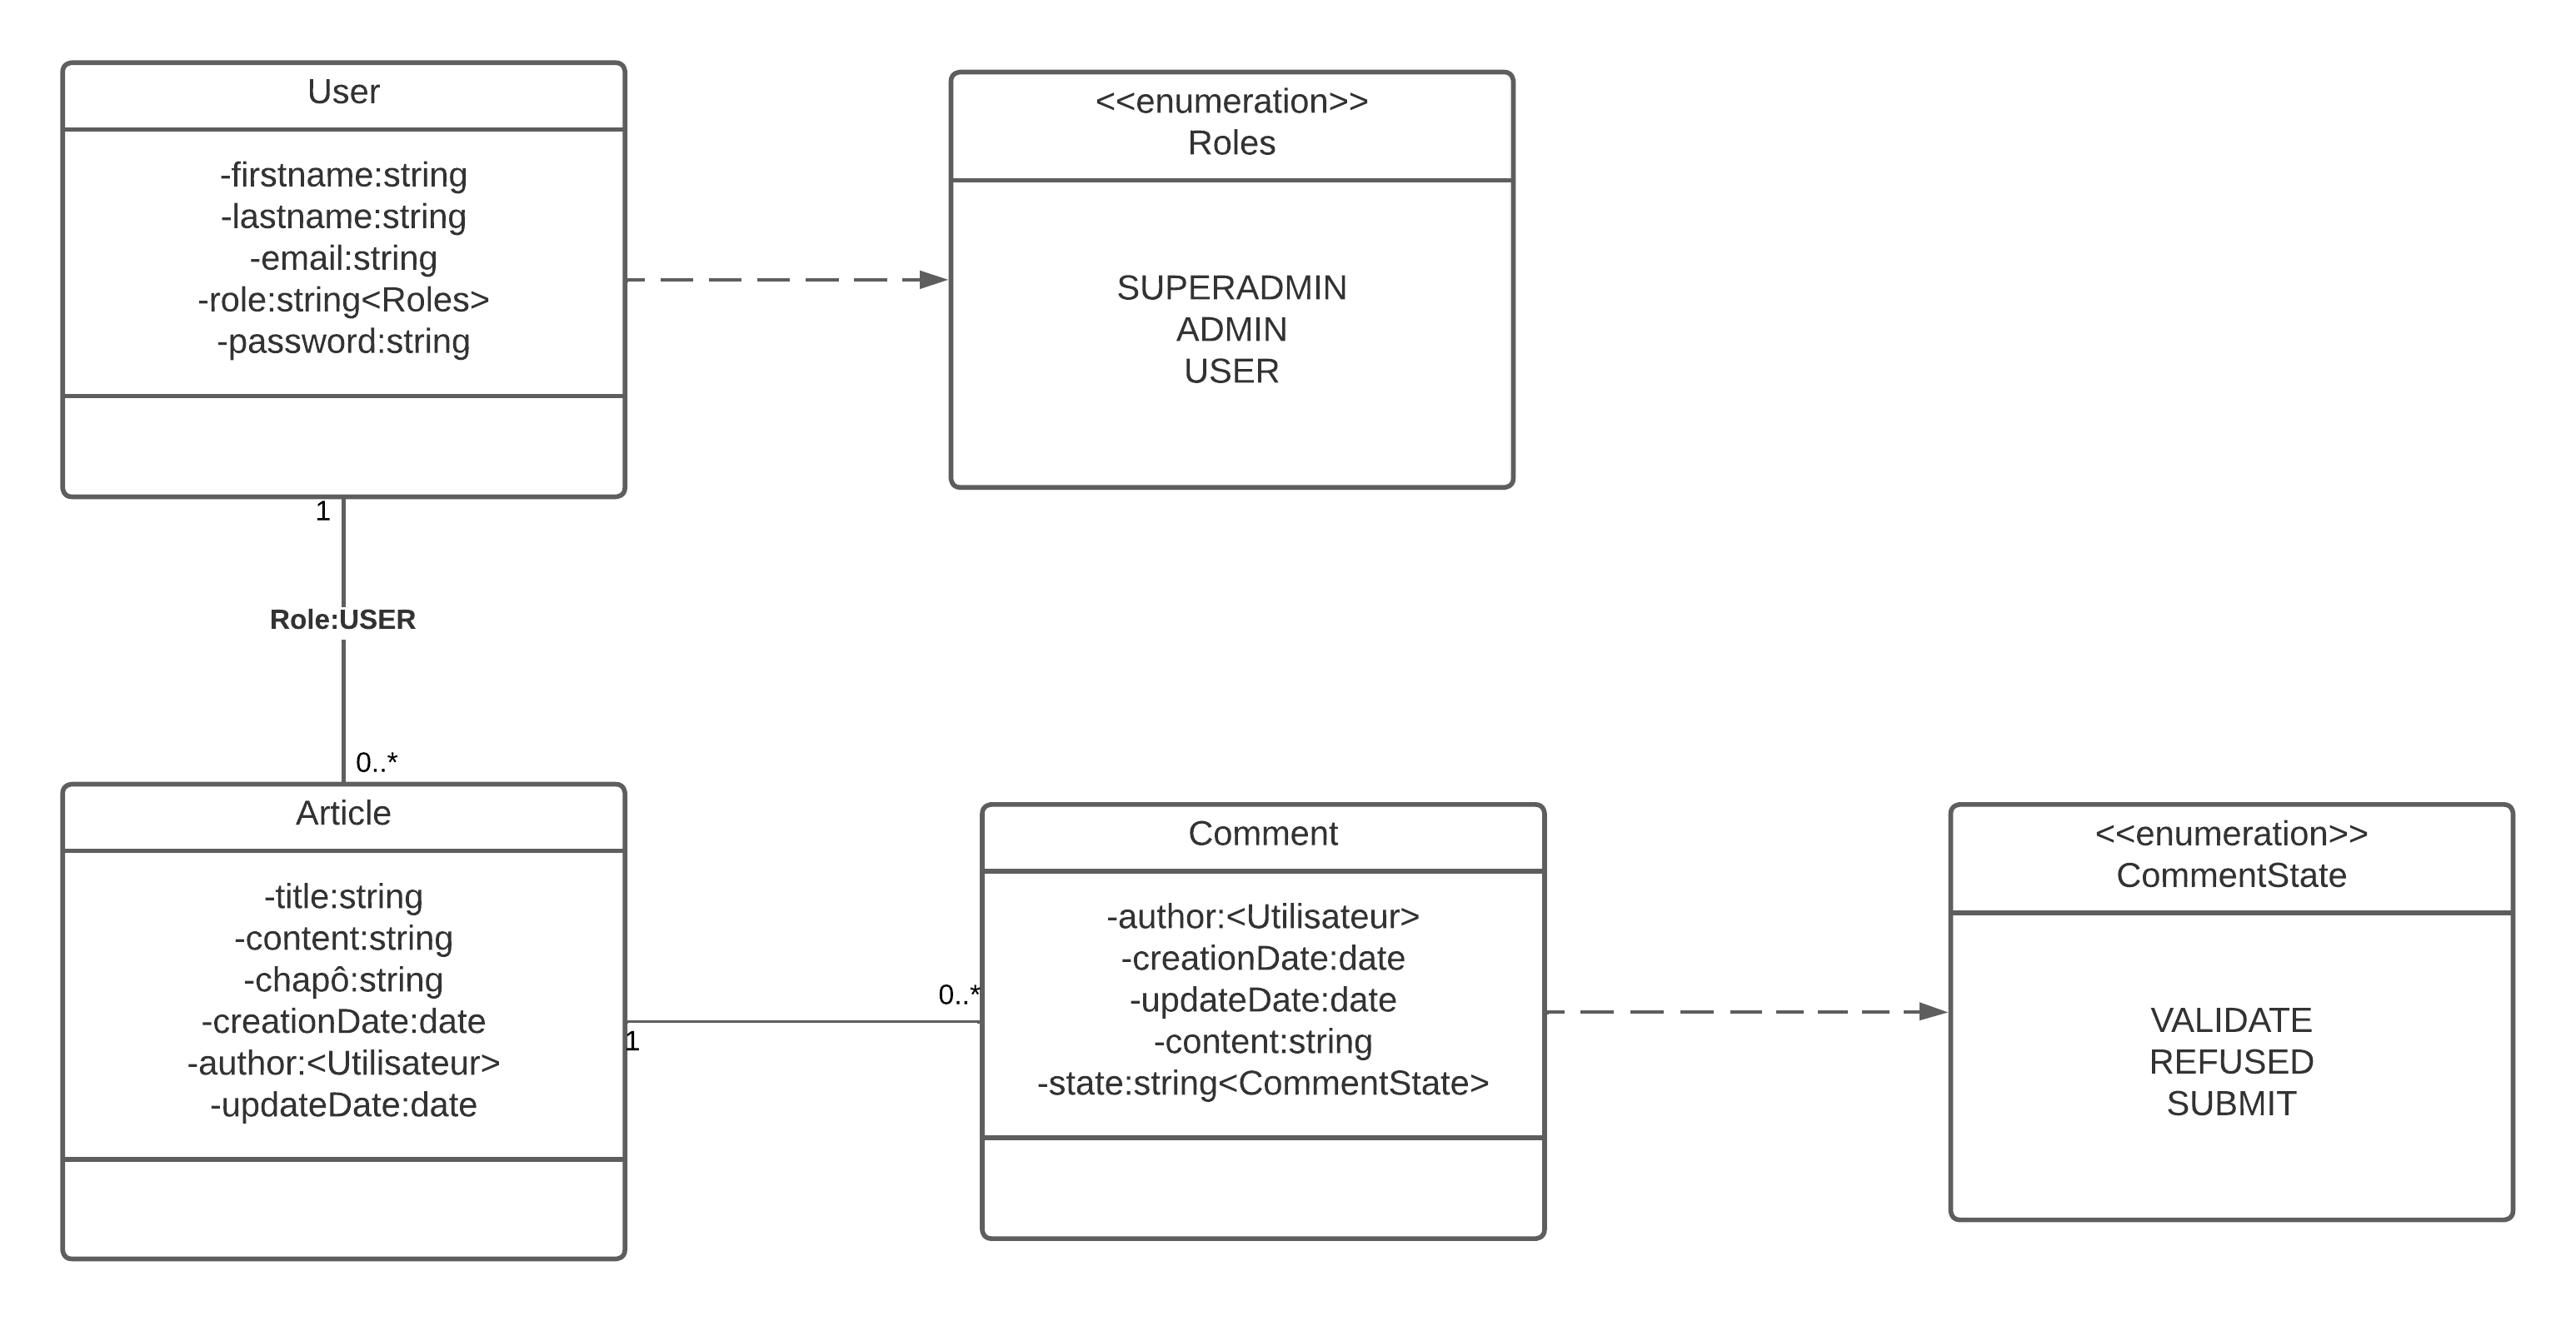 User
-firstname:string
-lastname:string
-email:string
-role:string<Roles>
-password:string
<<enumeration>>
Roles
SUPERADMIN
ADMIN
USER
1
Role:USER
0..*
Article
-title:string
-content:string
-chapô:string
-creationDate:date
-author:<Utilisateur>
-updateDate:date
1
0..*
Comment
-author:<Utilisateur>
-creationDate:date
-updateDate:date
-content:string
-state:string<CommentState>
<<enumeration>>
CommentState
VALIDATE
REFUSED
SUBMIT